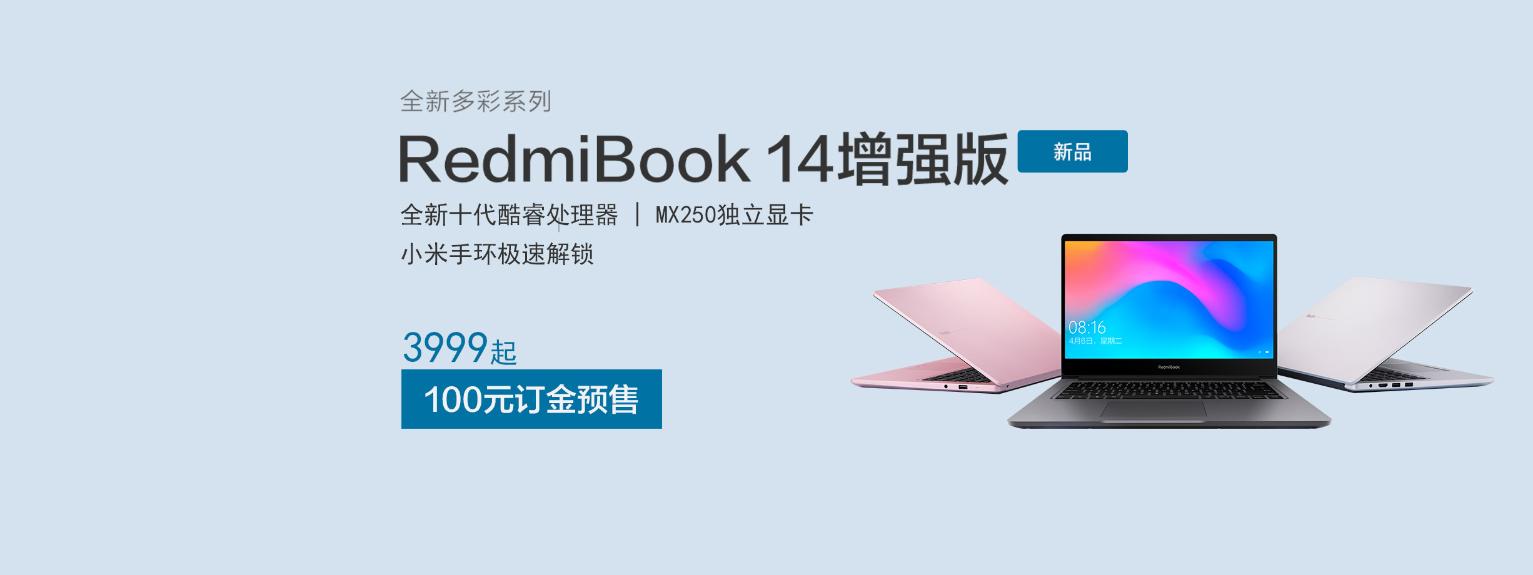 全新多彩系列
RedmiBook 14增强版
新品
全新十代酷睿处理器 | MX250独立显卡
小米手环极速解锁
3999起
100元订金预售
08:16
4月6日，星期二
RedmiBook